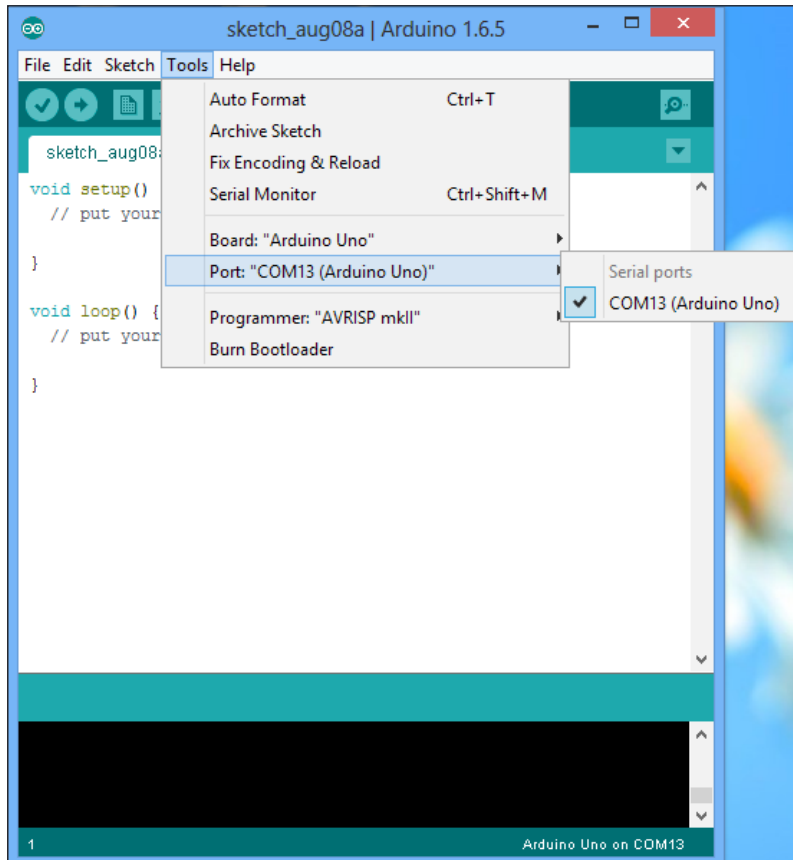 sketch_aug08a | Arduino 1.6.5
File Edit Sketch Tools Help
sketch_aug08
Auto Format Ctrl+T
Archive Sketch
Fix Encoding & Reload
Serial Monitor Ctrl+Shift+M
Board: "Arduino Uno"
Port: "COM13 (Arduino Uno)"
Programmer: "AVRISP mkII"
Burn Bootloader
Serial ports
COM13 (Arduino Uno)
void setup()
// put your
}
void loop() {
// put your
}
1 Arduino Uno on COM13